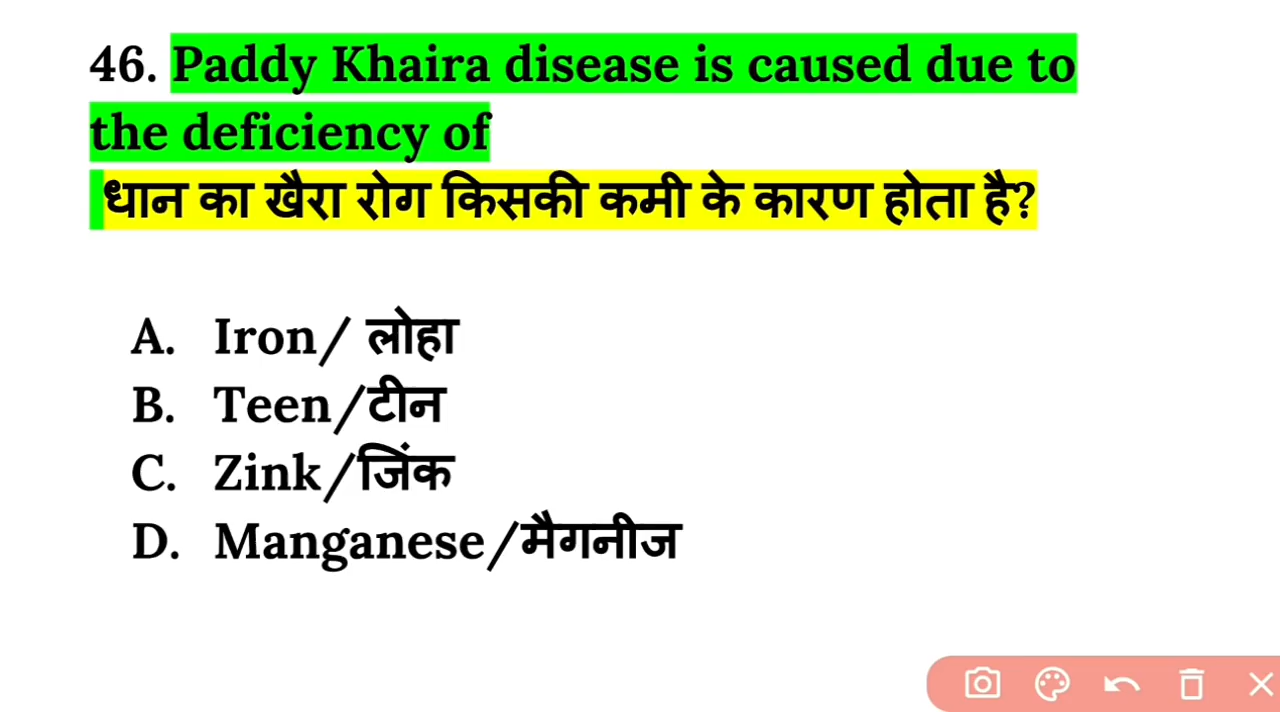 46. Paddy Khaira disease is caused due to
the deficiency of
धान का खैरा रोग किसकी कमी के कारण होता है?
A. Iron/ लोहा
B. Teen/टीन
C. Zink/जिंक
D. Manganese/मैगनीज